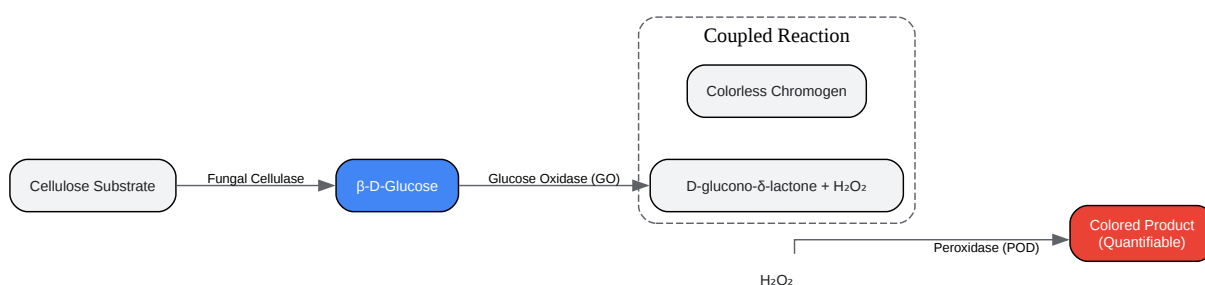 Coupled Reaction
Colorless Chromogen
Cellulose Substrate
Fungal Cellulase
β-D-Glucose
Glucose Oxidase (GO)
D-glucono-δ-lactone + H₂O₂
Colored Product
(Quantifiable)
Peroxidase (POD)
H₂O₂